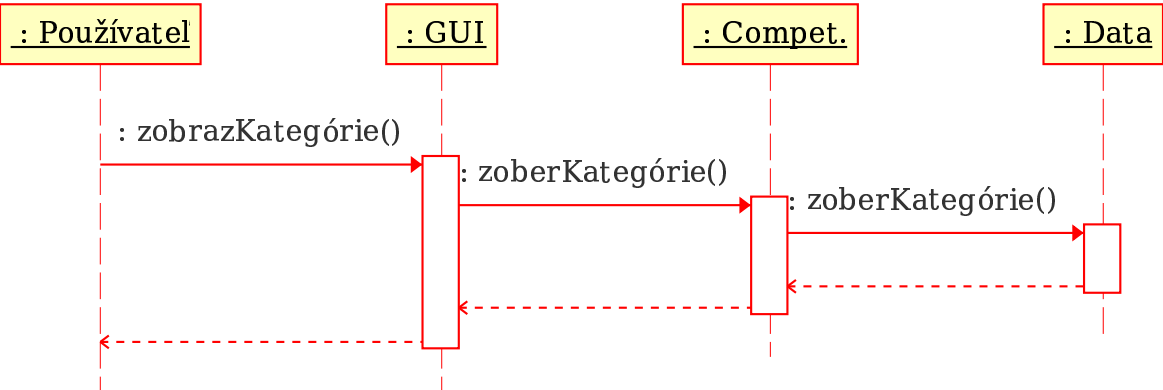 : Používateľ
: GUI
: Compet.
: Data
: zobrazKategórie()
: zoberKategórie()
: zoberKategórie()